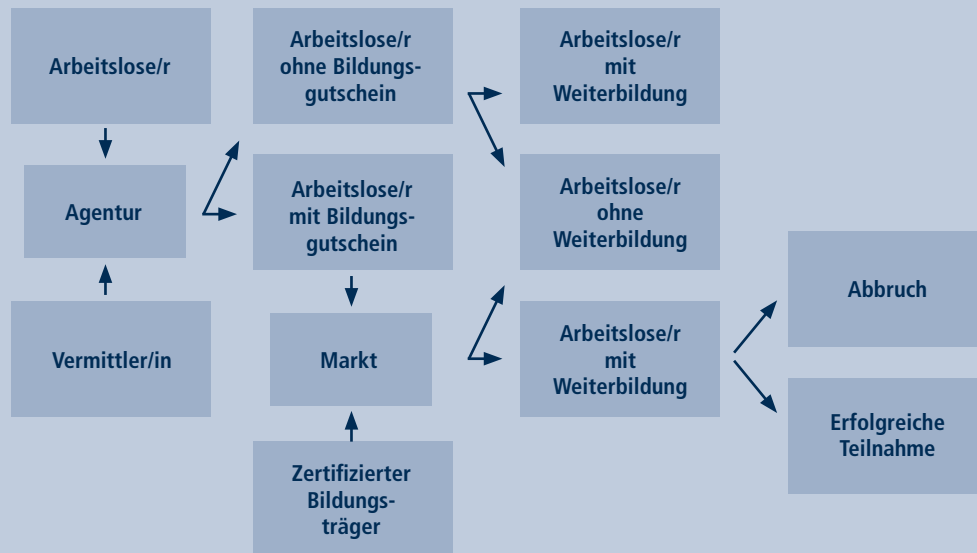 Arbeitslose/r
Agentur
Vermittler/in
Arbeitslose/r
ohne Bildungs-
gutschein
Arbeitslose/r
mit Bildungs-
gutschein
Markt
Zertifizierter
Bildungs-
träger
Arbeitslose/r
mit
Weiterbildung
Arbeitslose/r
ohne
Weiterbildung
Arbeitslose/r
mit
Weiterbildung
Abbruch
Erfolgreiche
Teilnahme